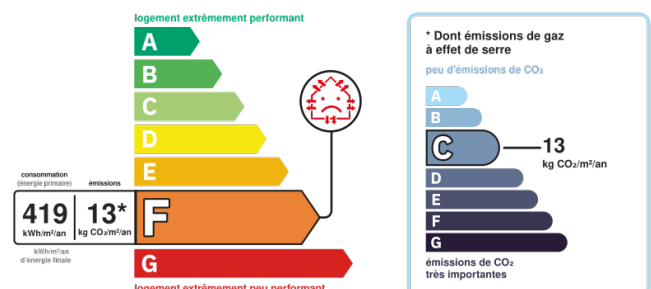 logement extrêmement performant
A
B
C
D
E
consommation
(énergie primaire)
émissions
419
kWh/m²/an
13*
kg CO₂/m²/an
F
kWh/m²/an
d'énergie finale
G
logement extrêmement peu performant
* Dont émissions de gaz
à effet de serre
peu d'émissions de CO₂
A
B
C
13
kg CO₂/m²/an
D
E
F
G
émissions de CO₂
très importantes